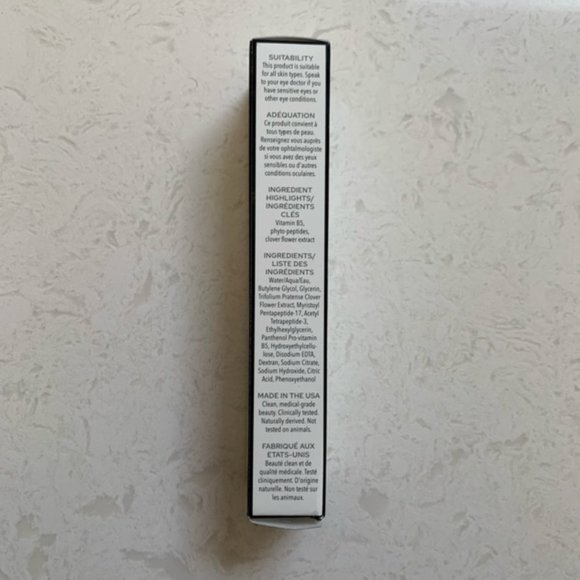 SUITABILITY
This product is suitable
for all skin types. Speak
to your eye doctor if you
have sensitive eyes or
other eye conditions.
ADÉQUATION
Ce produit convient à
tous types de peau.
Renseignez vous auprès
de votre ophtalmologiste
si vous avez des yeux
sensibles ou d'autres
conditions oculaires.
INGREDIENT
HIGHLIGHTS/
INGRÉDIENTS
CLÉS
Vitamin B5,
phyto-peptides,
clover flower extract
INGREDIENTS/
LISTE DES
INGRÉDIENTS
Water/Aqua/Eau,
Butylene Glycol, Glycerin,
Trifolium Pratense Clover
Flower Extract, Myristoyl
Pentapeptide-17, Acetyl
Tetrapeptide-3,
Ethylhexylglycerin,
Panthenol Pro-vitamin
B5, Hydroxyethylcellu-
lose, Disodium EDTA,
Dextran, Sodium Citrate,
Sodium Hydroxide, Citric
Acid, Phenoxyethanol
MADE IN THE USA
Clean, medical-grade
beauty. Clinically tested.
Naturally derived. Not
tested on animals.
FABRIQUÉ AUX
ETATS-UNIS
Beauté clean et de
qualité médicale. Testé
cliniquement. D'origine
naturelle. Non testé sur
les animaux.